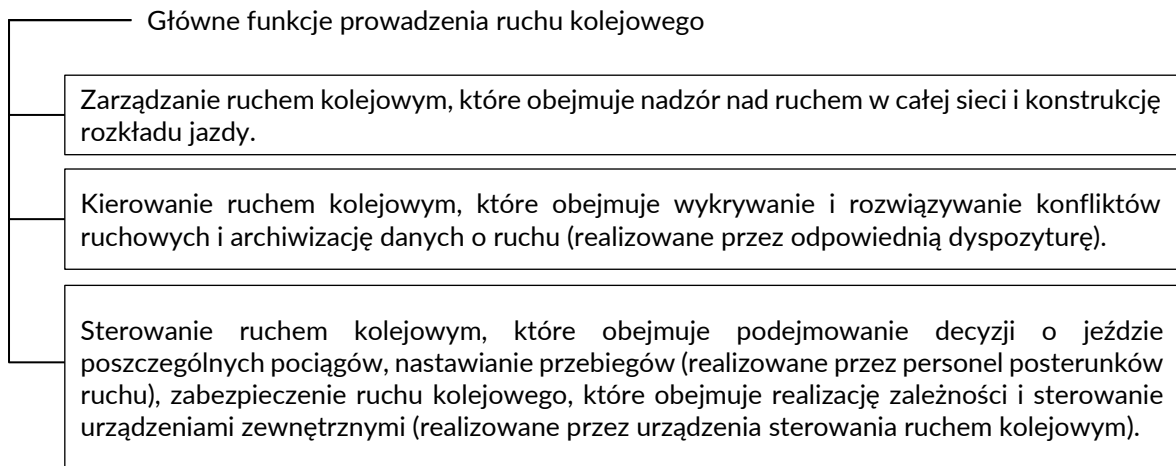 Główne funkcje prowadzenia ruchu kolejowego
Zarządzanie ruchem kolejowym, które obejmuje nadzór nad ruchem w całej sieci i konstrukcję
rozkładu jazdy.
Kierowanie ruchem kolejowym, które obejmuje wykrywanie i rozwiązywanie konfliktów
ruchowych i archiwizację danych o ruchu (realizowane przez odpowiednią dyspozyturę).
Sterowanie ruchem kolejowym, które obejmuje podejmowanie decyzji o jeździe
poszczególnych pociągów, nastawianie przebiegów (realizowane przez personel posterunków
ruchu), zabezpieczenie ruchu kolejowego, które obejmuje realizację zależności i sterowanie
urządzeniami zewnętrznymi (realizowane przez urządzenia sterowania ruchem kolejowym).